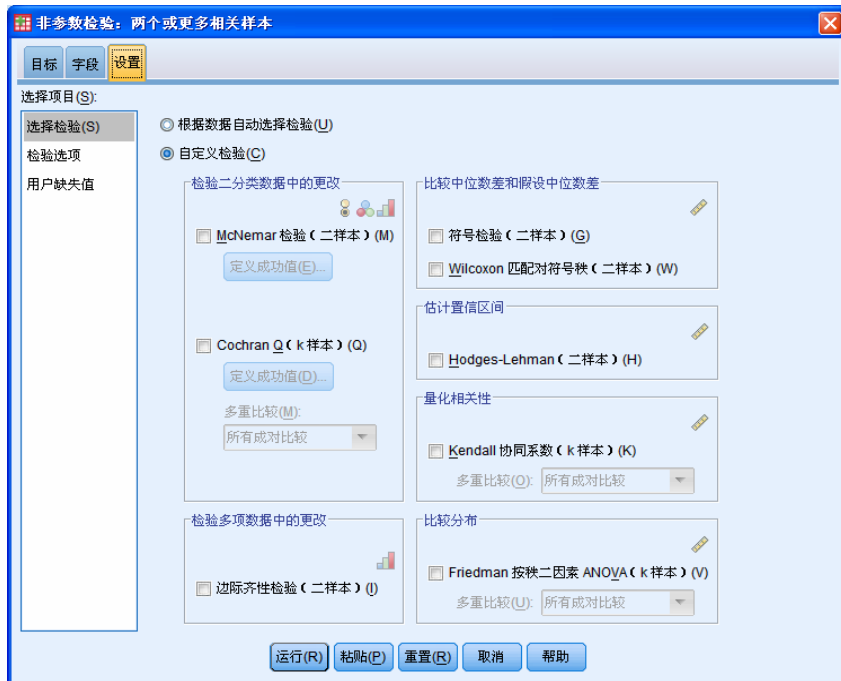 非参数检验：两个或更多相关样本
目标 字段 设置
选择项目(S):
选择检验(S)
检验选项
用户缺失值
根据数据自动选择检验(U)
自定义检验(C)
检验二分类数据中的更改
McNemar 检验（二样本）(M)
定义成功值(E)...
Cochran Q（k 样本）(Q)
定义成功值(D)...
多重比较(M):
所有成对比较
检验多项数据中的更改
边际齐性检验（二样本）(I)
比较中位数差和假设中位数差
符号检验（二样本）(G)
Wilcoxon 匹配对符号秩（二样本）(W)
估计置信区间
Hodges-Lehman（二样本）(H)
量化相关性
Kendall 协同系数（k 样本）(K)
多重比较(O): 所有成对比较
比较分布
Friedman 按秩二因素 ANOVA（k 样本）(V)
多重比较(U): 所有成对比较
运行(R) 粘贴(P) 重置(R) 取消 帮助